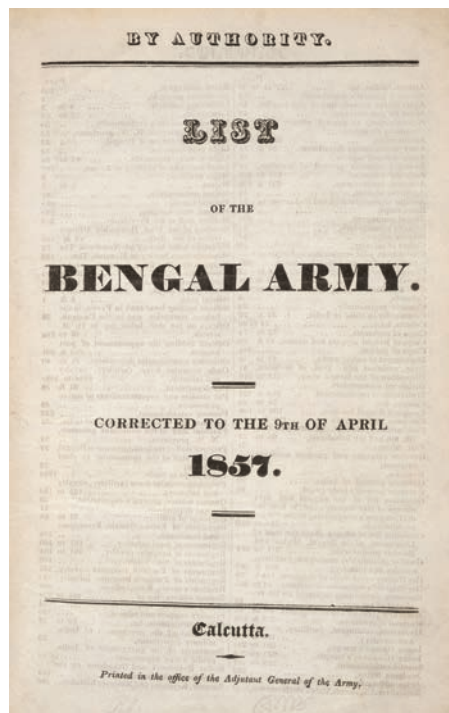 BY AUTHORITY.
LIST
OF THE
BENGAL ARMY.
CORRECTED TO THE 9TH OF APRIL
1857.
Calcutta.
Printed in the office of the Adjutant General of the Army,